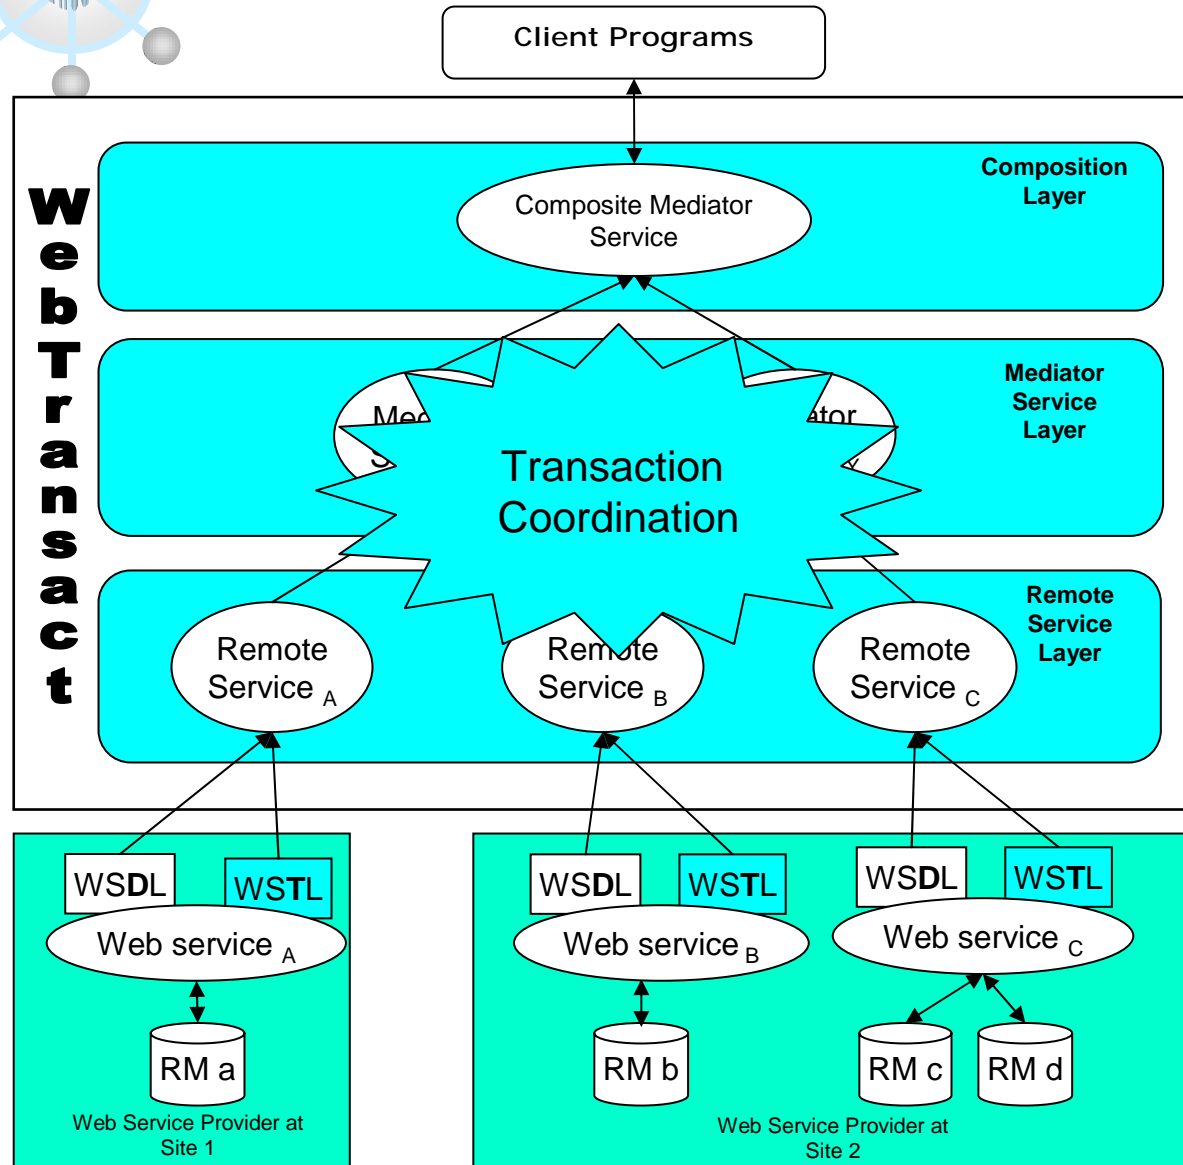 Client Programs
WebTransact
Composition
Layer
Composite Mediator
Service
Mediator
Service
Layer
Transaction
Coordination
Remote
Service
Layer
Remote
Service A
Remote
Service B
Remote
Service C
WSDL
WSTL
WSDL
WSTL
WSDL
WSTL
Web service A
Web service B
Web service C
RM a
RM b
RM c
RM d
Web Service Provider at
Site 1
Web Service Provider at
Site 2